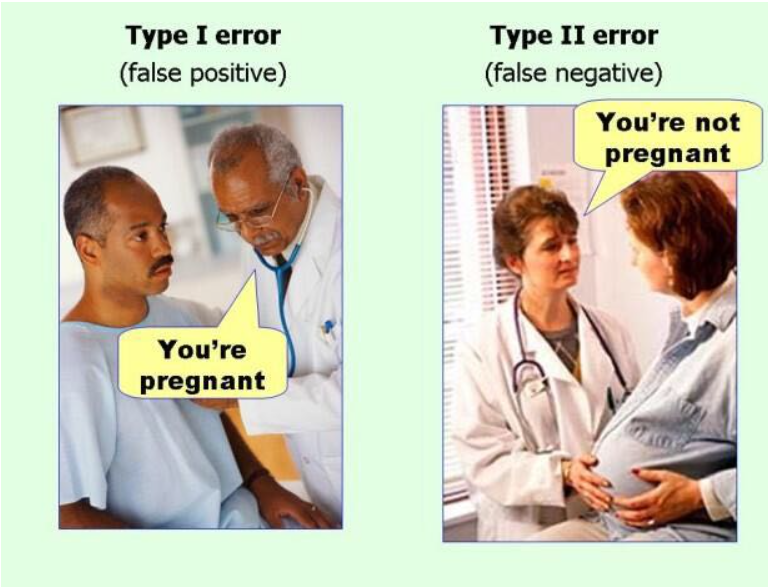 Type I error
(false positive)
You're
pregnant
Type II error
(false negative)
You're not
pregnant